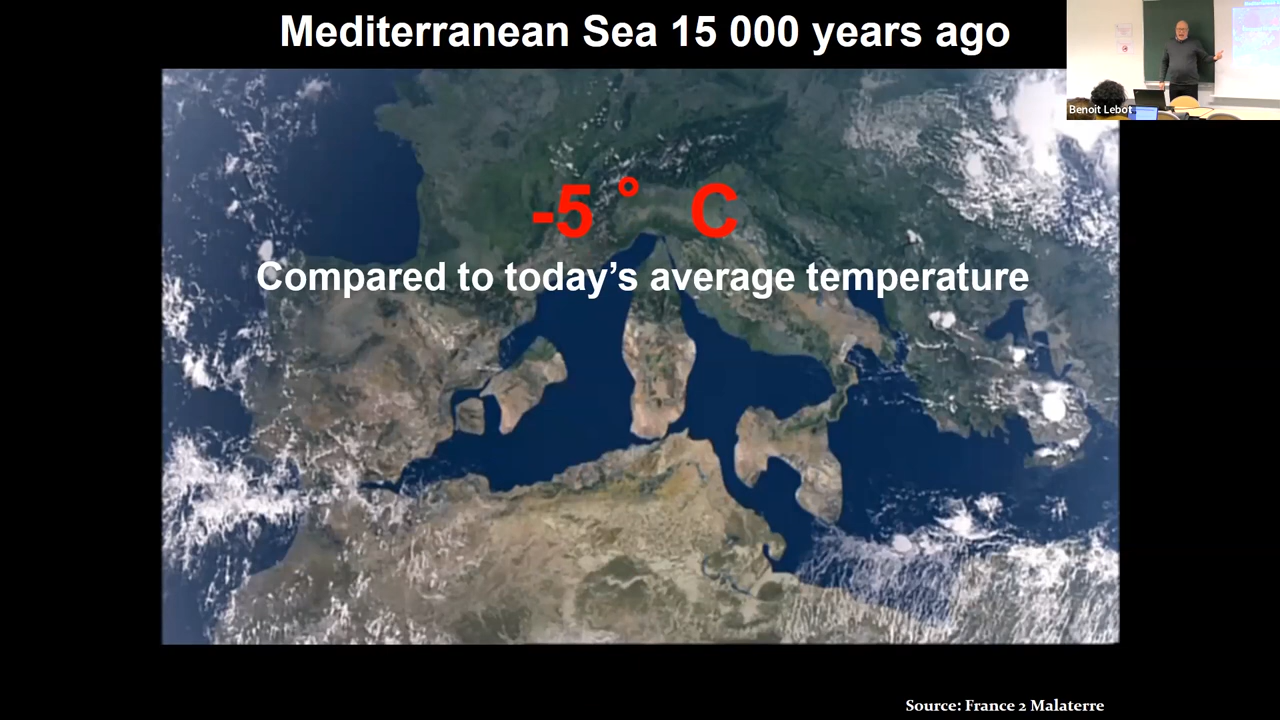 Mediterranean Sea 15 000 years ago
Benoit Lebot
-5 ° C
Compared to today’s average temperature
Source: France 2 Malaterre